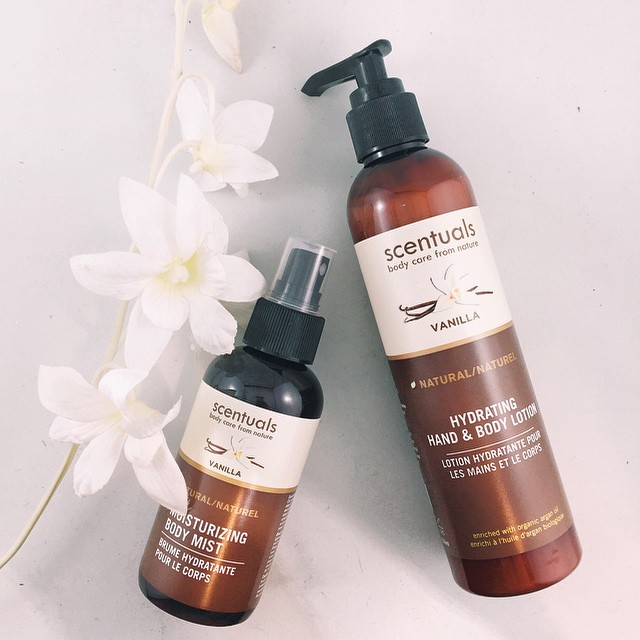 scentuals
body care from nature
VANILLA
NATURAL/NATUREL
MOISTURIZING
BODY MIST
BRUME HYDRATANTE
POUR LE CORPS
scentuals
body care from nature
VANILLA
NATURAL/NATUREL
HYDRATING
HAND & BODY LOTION
LOTION HYDRATANTE POUR
LES MAINS ET LE CORPS
enriched with organic argan oil
enrichi à l'huile d'argan biologique